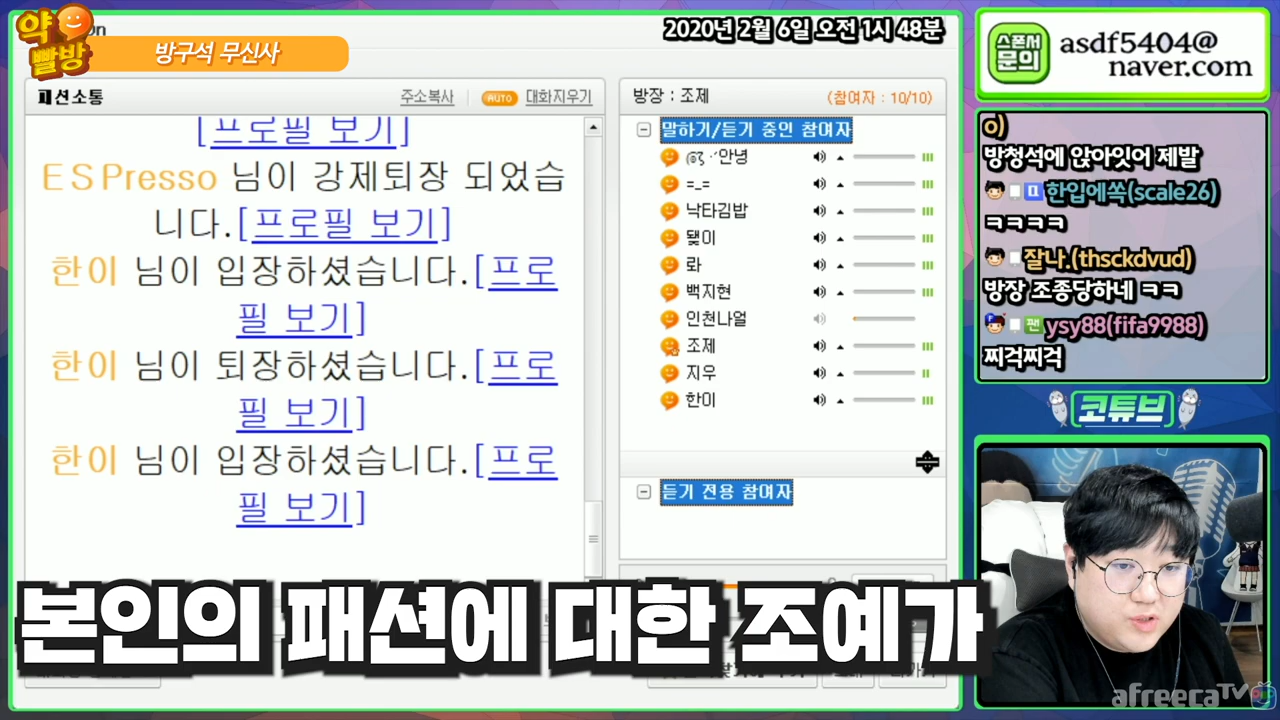 약빨방
방구석 무신사
2020년 2월 6일 오전 1시 48분
스폰서
문의
asdf5404@
naver.com
패션소통
주소복사
AUTO 대화지우기
[프로필 보기]
ESPresso 님이 강제퇴장 되었습
니다.[프로필 보기]
한이 님이 입장하셨습니다.[프로
필 보기]
한이 님이 퇴장하셨습니다.[프로
필 보기]
한이 님이 입장하셨습니다.[프로
필 보기]
방장 : 조제
(참여자 : 10/10)
말하기/듣기 중인 참여자
안녕
=_=
낙타김밥
뒟이
롸
백지현
인천나얼
조제
지우
한이
듣기 전용 참여자
이)
방청석에 앉아잇어 제발
한입에쏙(scale26)
ㅋㅋㅋㅋ
잘나.(thsckdvud)
방장 조종당하네 ㅋㅋ
팬 ysy88(fifa9988)
찌걱찌걱
코튜브
본인의 패션에 대한 조예가
afreecaTV